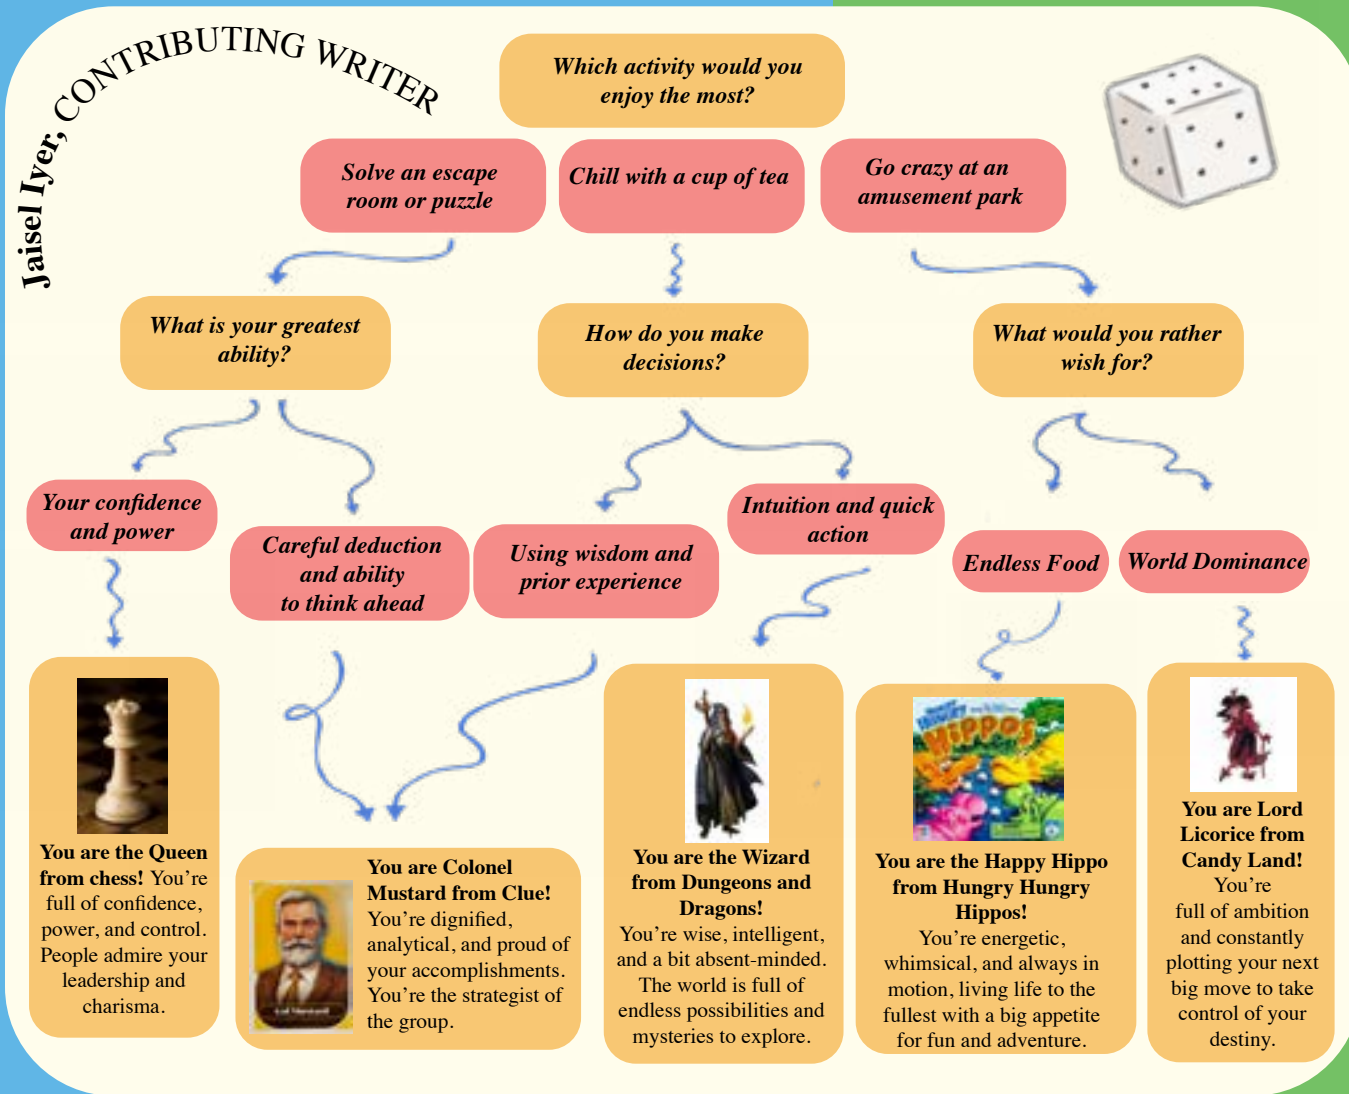 Jaisel Iyer, CONTRIBUTING WRITER
Which activity would you
enjoy the most?
Solve an escape
room or puzzle
Chill with a cup of tea
Go crazy at an
amusement park
What is your greatest
ability?
How do you make
decisions?
What would you rather
wish for?
Your confidence
and power
Careful deduction
and ability
to think ahead
Using wisdom and
prior experience
Intuition and quick
action
Endless Food
World Dominance
You are the Queen
from chess! You’re
full of confidence,
power, and control.
People admire your
leadership and
charisma.
You are Colonel
Mustard from Clue!
You’re dignified,
analytical, and proud of
your accomplishments.
You’re the strategist of
the group.
You are the Wizard
from Dungeons and
Dragons!
You’re wise, intelligent,
and a bit absent-minded.
The world is full of
endless possibilities and
mysteries to explore.
HIPPOS
You are the Happy Hippo
from Hungry Hungry
Hippos!
You’re energetic,
whimsical, and always in
motion, living life to the
fullest with a big appetite
for fun and adventure.
You are Lord
Licorice from
Candy Land!
You’re
full of ambition
and constantly
plotting your next
big move to take
control of your
destiny.